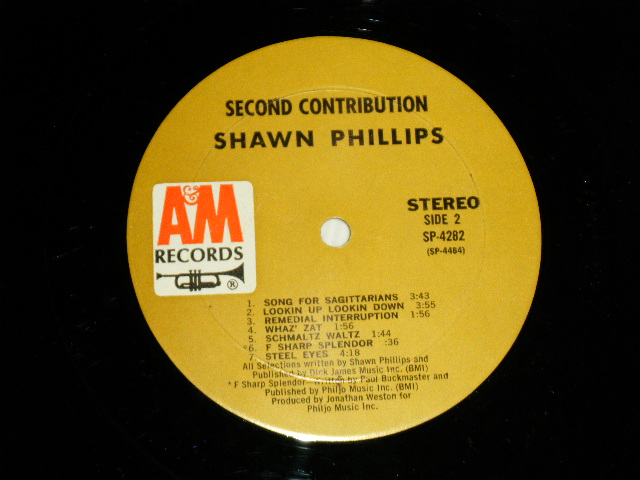 SECOND CONTRIBUTION
SHAWN PHILLIPS
A&M
RECORDS
®
STEREO
SIDE 2
SP-4282
(SP-4484)
1. SONG FOR SAGITTARIANS 3:43
2. LOOKIN UP LOOKIN DOWN 3:55
3. REMEDIAL INTERRUPTION 1:56
4. WHAZ' ZAT 1:56
5. SCHMALTZ WALTZ 1:44
*6. F SHARP SPLENDOR :36
7. STEEL EYES 4:18
All Selections written by Shawn Phillips and
Published by Dick James Music Inc. (BMI)
* F Sharp Splendor written by Paul Buckmaster and
Published by Philjo Music Inc. (BMI)
Produced by Jonathan Weston for
Philjo Music Inc.